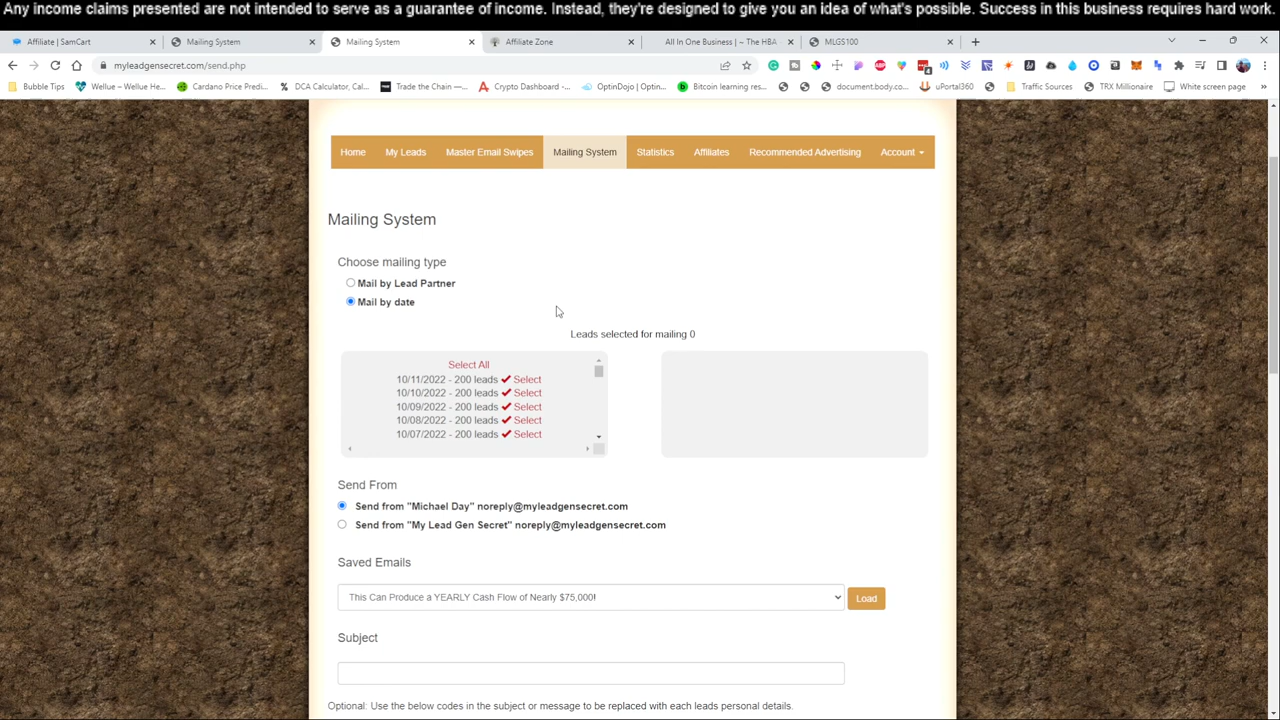 Any income claims presented are not intended to serve as a guarantee of income. Instead, they're designed to give you an idea of what's possible. Success in this business requires hard work.
Affiliate | SamCart
Mailing System
Mailing System
Affiliate Zone
All In One Business | ~ The HBA
MLGS100
myleadgensecret.com/send.php
4
Bubble Tips
Wellue – Wellue He...
Cardano Price Predi...
DCA Calculator, Cal...
Trade the Chain —...
Crypto Dashboard -...
OptinDojo | Optin...
Bitcoin learning res...
document.body.co...
uPortal360
Traffic Sources
TRX Millionaire
White screen page
»
Home
My Leads
Master Email Swipes
Mailing System
Statistics
Affiliates
Recommended Advertising
Account
Mailing System
Choose mailing type
Mail by Lead Partner
Mail by date
Leads selected for mailing 0
Select All
10/11/2022 - 200 leads ✔ Select
10/10/2022 - 200 leads ✔ Select
10/09/2022 - 200 leads ✔ Select
10/08/2022 - 200 leads ✔ Select
10/07/2022 - 200 leads ✔ Select
Send From
Send from "Michael Day" noreply@myleadgensecret.com
Send from "My Lead Gen Secret" noreply@myleadgensecret.com
Saved Emails
This Can Produce a YEARLY Cash Flow of Nearly $75,000!
Load
Subject
Optional: Use the below codes in the subject or message to be replaced with each leads personal details.